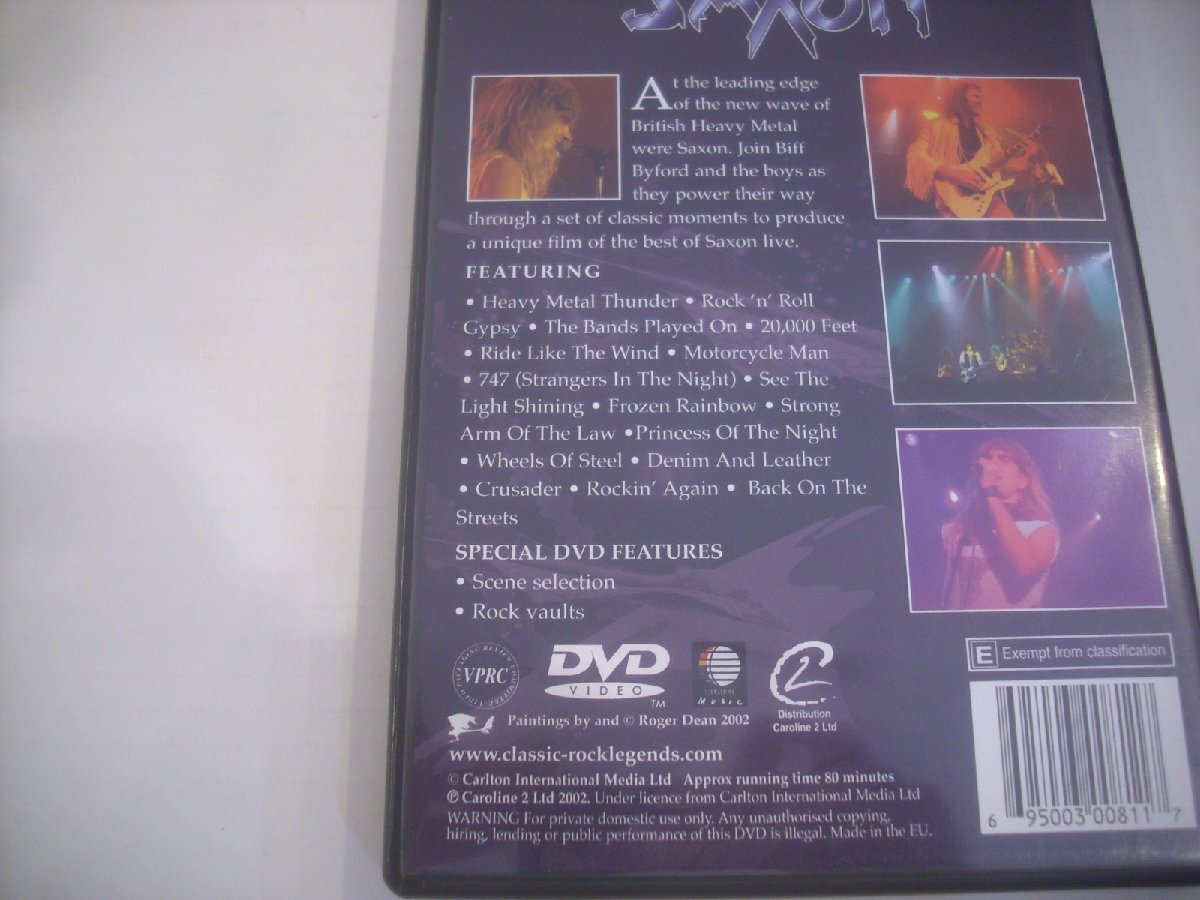 SAXON
At the leading edge
of the new wave of
British Heavy Metal
were Saxon. Join Biff
Byford and the boys as
they power their way
through a set of classic moments to produce
a unique film of the best of Saxon live.
FEATURING
• Heavy Metal Thunder • Rock 'n' Roll
Gypsy • The Bands Played On • 20,000 Feet
• Ride Like The Wind • Motorcycle Man
• 747 (Strangers In The Night) • See The
Light Shining • Frozen Rainbow • Strong
Arm Of The Law •Princess Of The Night
• Wheels Of Steel • Denim And Leather
• Crusader • Rockin' Again • Back On The
Streets
SPECIAL DVD FEATURES
• Scene selection
• Rock vaults
VPRC
DVD
VIDEO
TM
MUSIC
2
Distribution
Caroline 2 Ltd
E Exempt from classification
Paintings by and © Roger Dean 2002
www.classic-rocklegends.com
© Carlton International Media Ltd Approx running time 80 minutes
℗ Caroline 2 Ltd 2002. Under licence from Carlton International Media Ltd
WARNING For private domestic use only. Any unauthorised copying,
hiring, lending or public performance of this DVD is illegal. Made in the EU.
6 95003 00811 7